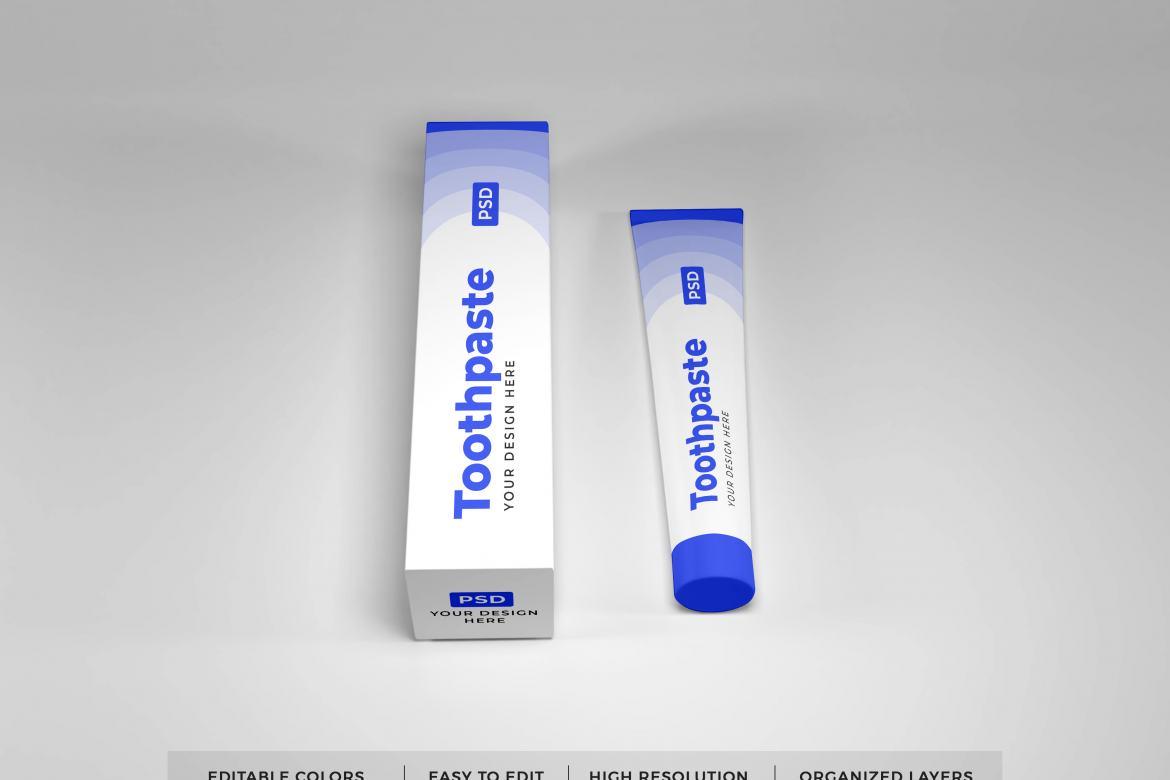 PSD
Toothpaste
YOUR DESIGN HERE
PSD
YOUR DESIGN
HERE
PSD
Toothpaste
YOUR DESIGN HERE
EDITABLE COLORS
EASY TO EDIT
HIGH RESOLUTION
ORGANIZED LAYERS